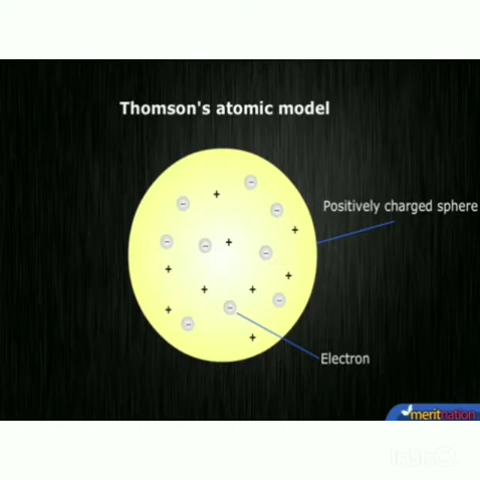 Thomson's atomic model
Positively charged sphere
Electron
meritnation